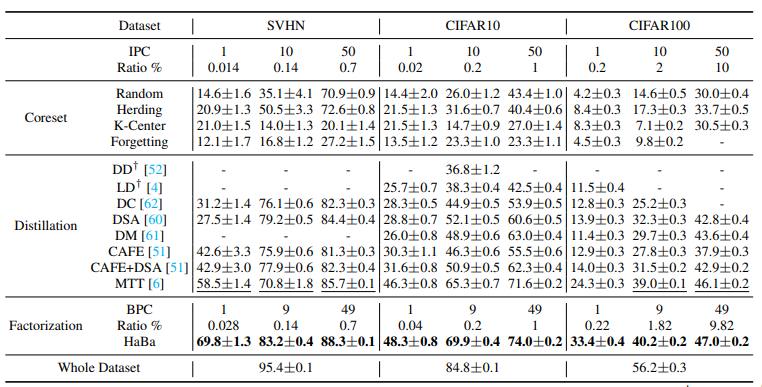 Dataset SVHN CIFAR10 CIFAR100
IPC 1 10 50 1 10 50 1 10 50
Ratio % 0.014 0.14 0.7 0.02 0.2 1 0.2 2 10
Random 14.6±1.6 35.1±4.1 70.9±0.9 14.4±2.0 26.0±1.2 43.4±1.0 4.2±0.3 14.6±0.5 30.0±0.4
Herding 20.9±1.3 50.5±3.3 72.6±0.8 21.5±1.3 31.6±0.7 40.4±0.6 8.4±0.3 17.3±0.3 33.7±0.5
Coreset
K-Center 21.0±1.5 14.0±1.3 20.1±1.4 21.5±1.3 14.7±0.9 27.0±1.4 8.3±0.3 7.1±0.2 30.5±0.3
Forgetting 12.1±1.7 16.8±1.2 27.2±1.5 13.5±1.2 23.3±1.0 23.3±1.1 4.5±0.3 9.8±0.2 -
DD† [52] - - - - 36.8±1.2 - - - -
LD† [4] - - - 25.7±0.7 38.3±0.4 42.5±0.4 11.5±0.4 - -
DC [62] 31.2±1.4 76.1±0.6 82.3±0.3 28.3±0.5 44.9±0.5 53.9±0.5 12.8±0.3 25.2±0.3 -
Distillation DSA [60] 27.5±1.4 79.2±0.5 84.4±0.4 28.8±0.7 52.1±0.5 60.6±0.5 13.9±0.3 32.3±0.3 42.8±0.4
DM [61] - - - 26.0±0.8 48.9±0.6 63.0±0.4 11.4±0.3 29.7±0.3 43.6±0.4
CAFE [51] 42.6±3.3 75.9±0.6 81.3±0.3 30.3±1.1 46.3±0.6 55.5±0.6 12.9±0.3 27.8±0.3 37.9±0.3
CAFE+DSA [51] 42.9±3.0 77.9±0.6 82.3±0.4 31.6±0.8 50.9±0.5 62.3±0.4 14.0±0.3 31.5±0.2 42.9±0.2
MTT [6] 58.5±1.4 70.8±1.8 85.7±0.1 46.3±0.8 65.3±0.7 71.6±0.2 24.3±0.3 39.0±0.1 46.1±0.2
BPC 1 9 49 1 9 49 1 9 49
Factorization Ratio % 0.028 0.14 0.7 0.04 0.2 1 0.22 1.82 9.82
HaBa 69.8±1.3 83.2±0.4 88.3±0.1 48.3±0.8 69.9±0.4 74.0±0.2 33.4±0.4 40.2±0.2 47.0±0.2
Whole Dataset 95.4±0.1 84.8±0.1 56.2±0.3